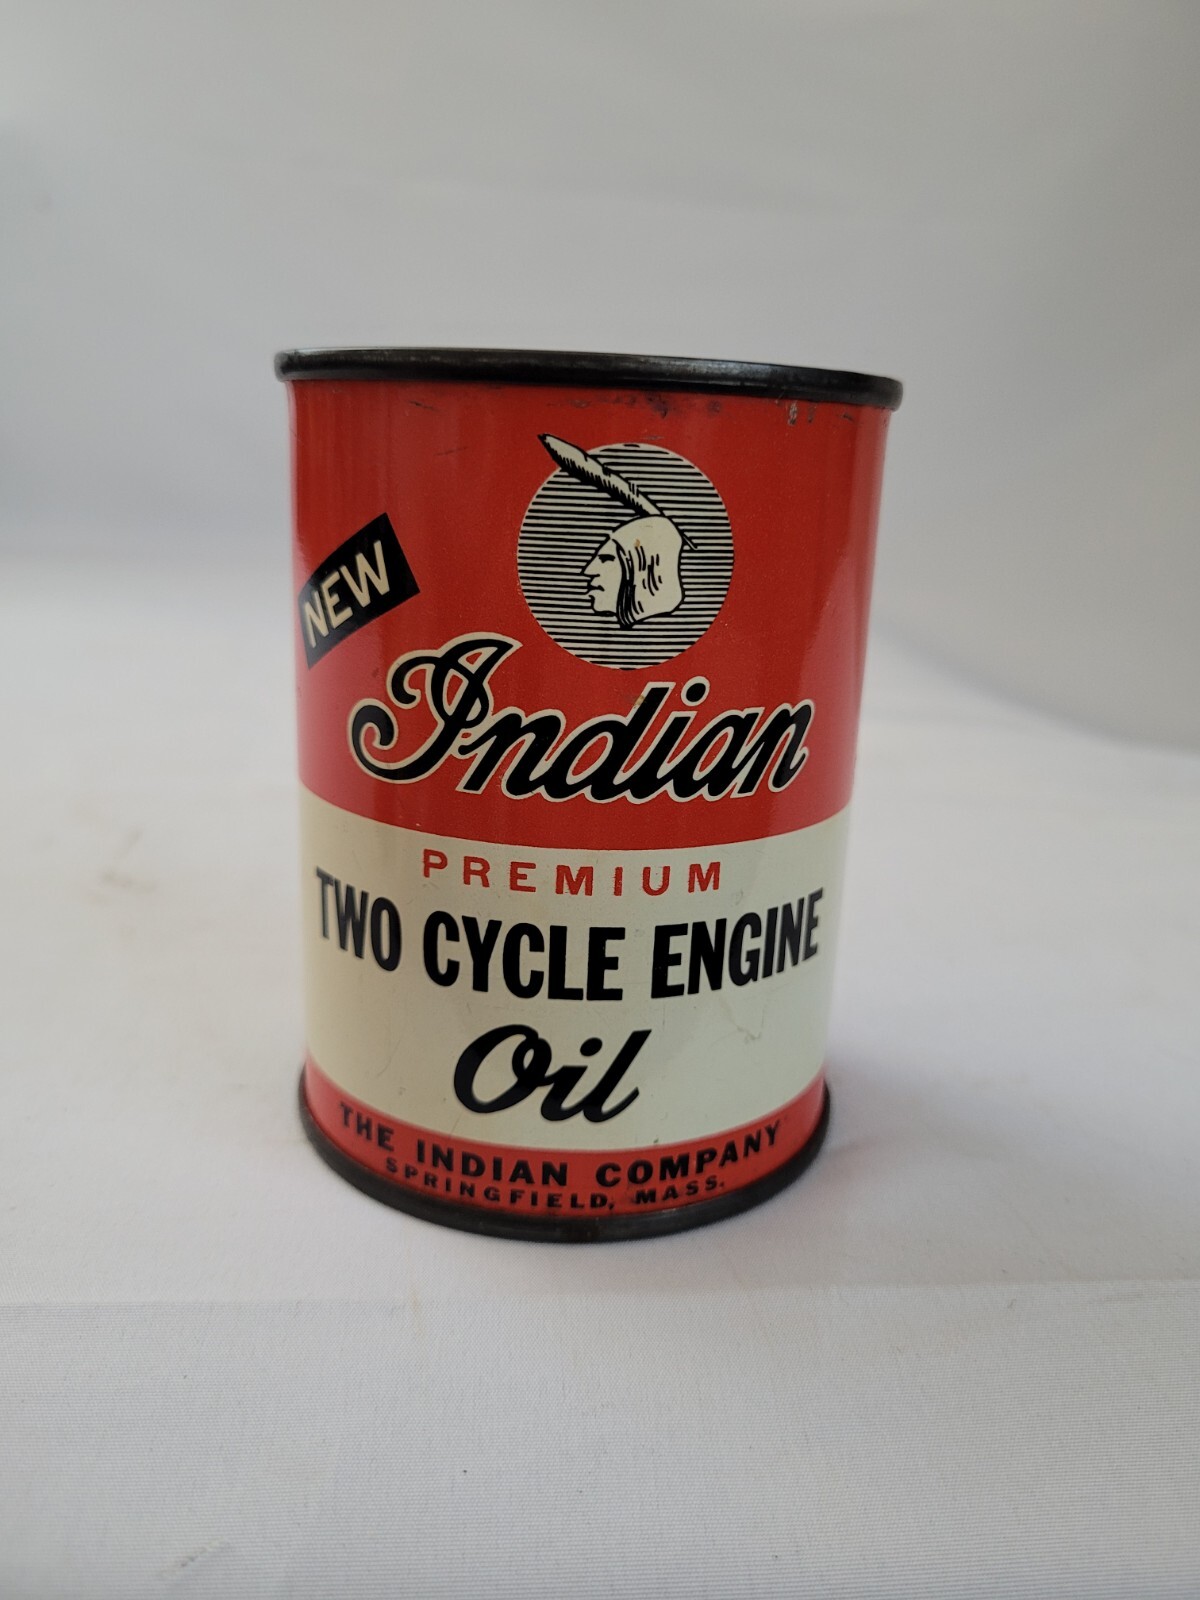 NEW
Indian
PREMIUM
TWO CYCLE ENGINE
Oil
THE INDIAN COMPANY
SPRINGFIELD, MASS.